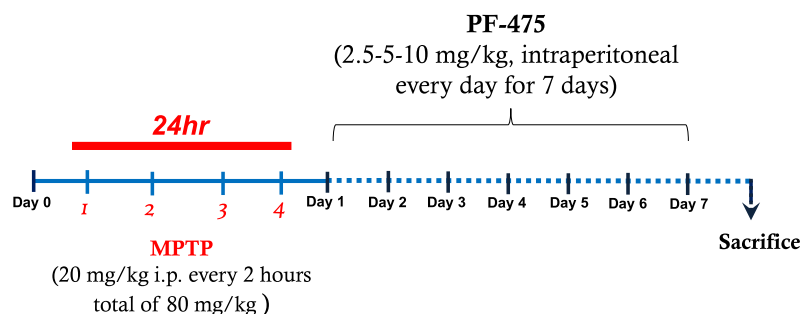 PF-475
(2.5-5-10 mg/kg, intraperitoneal
every day for 7 days)
24hr
Day 0
1
2
3
4
Day 1
Day 2
Day 3
Day 4
Day 5
Day 6
Day 7
Sacrifice
MPTP
(20 mg/kg i.p. every 2 hours
total of 80 mg/kg )